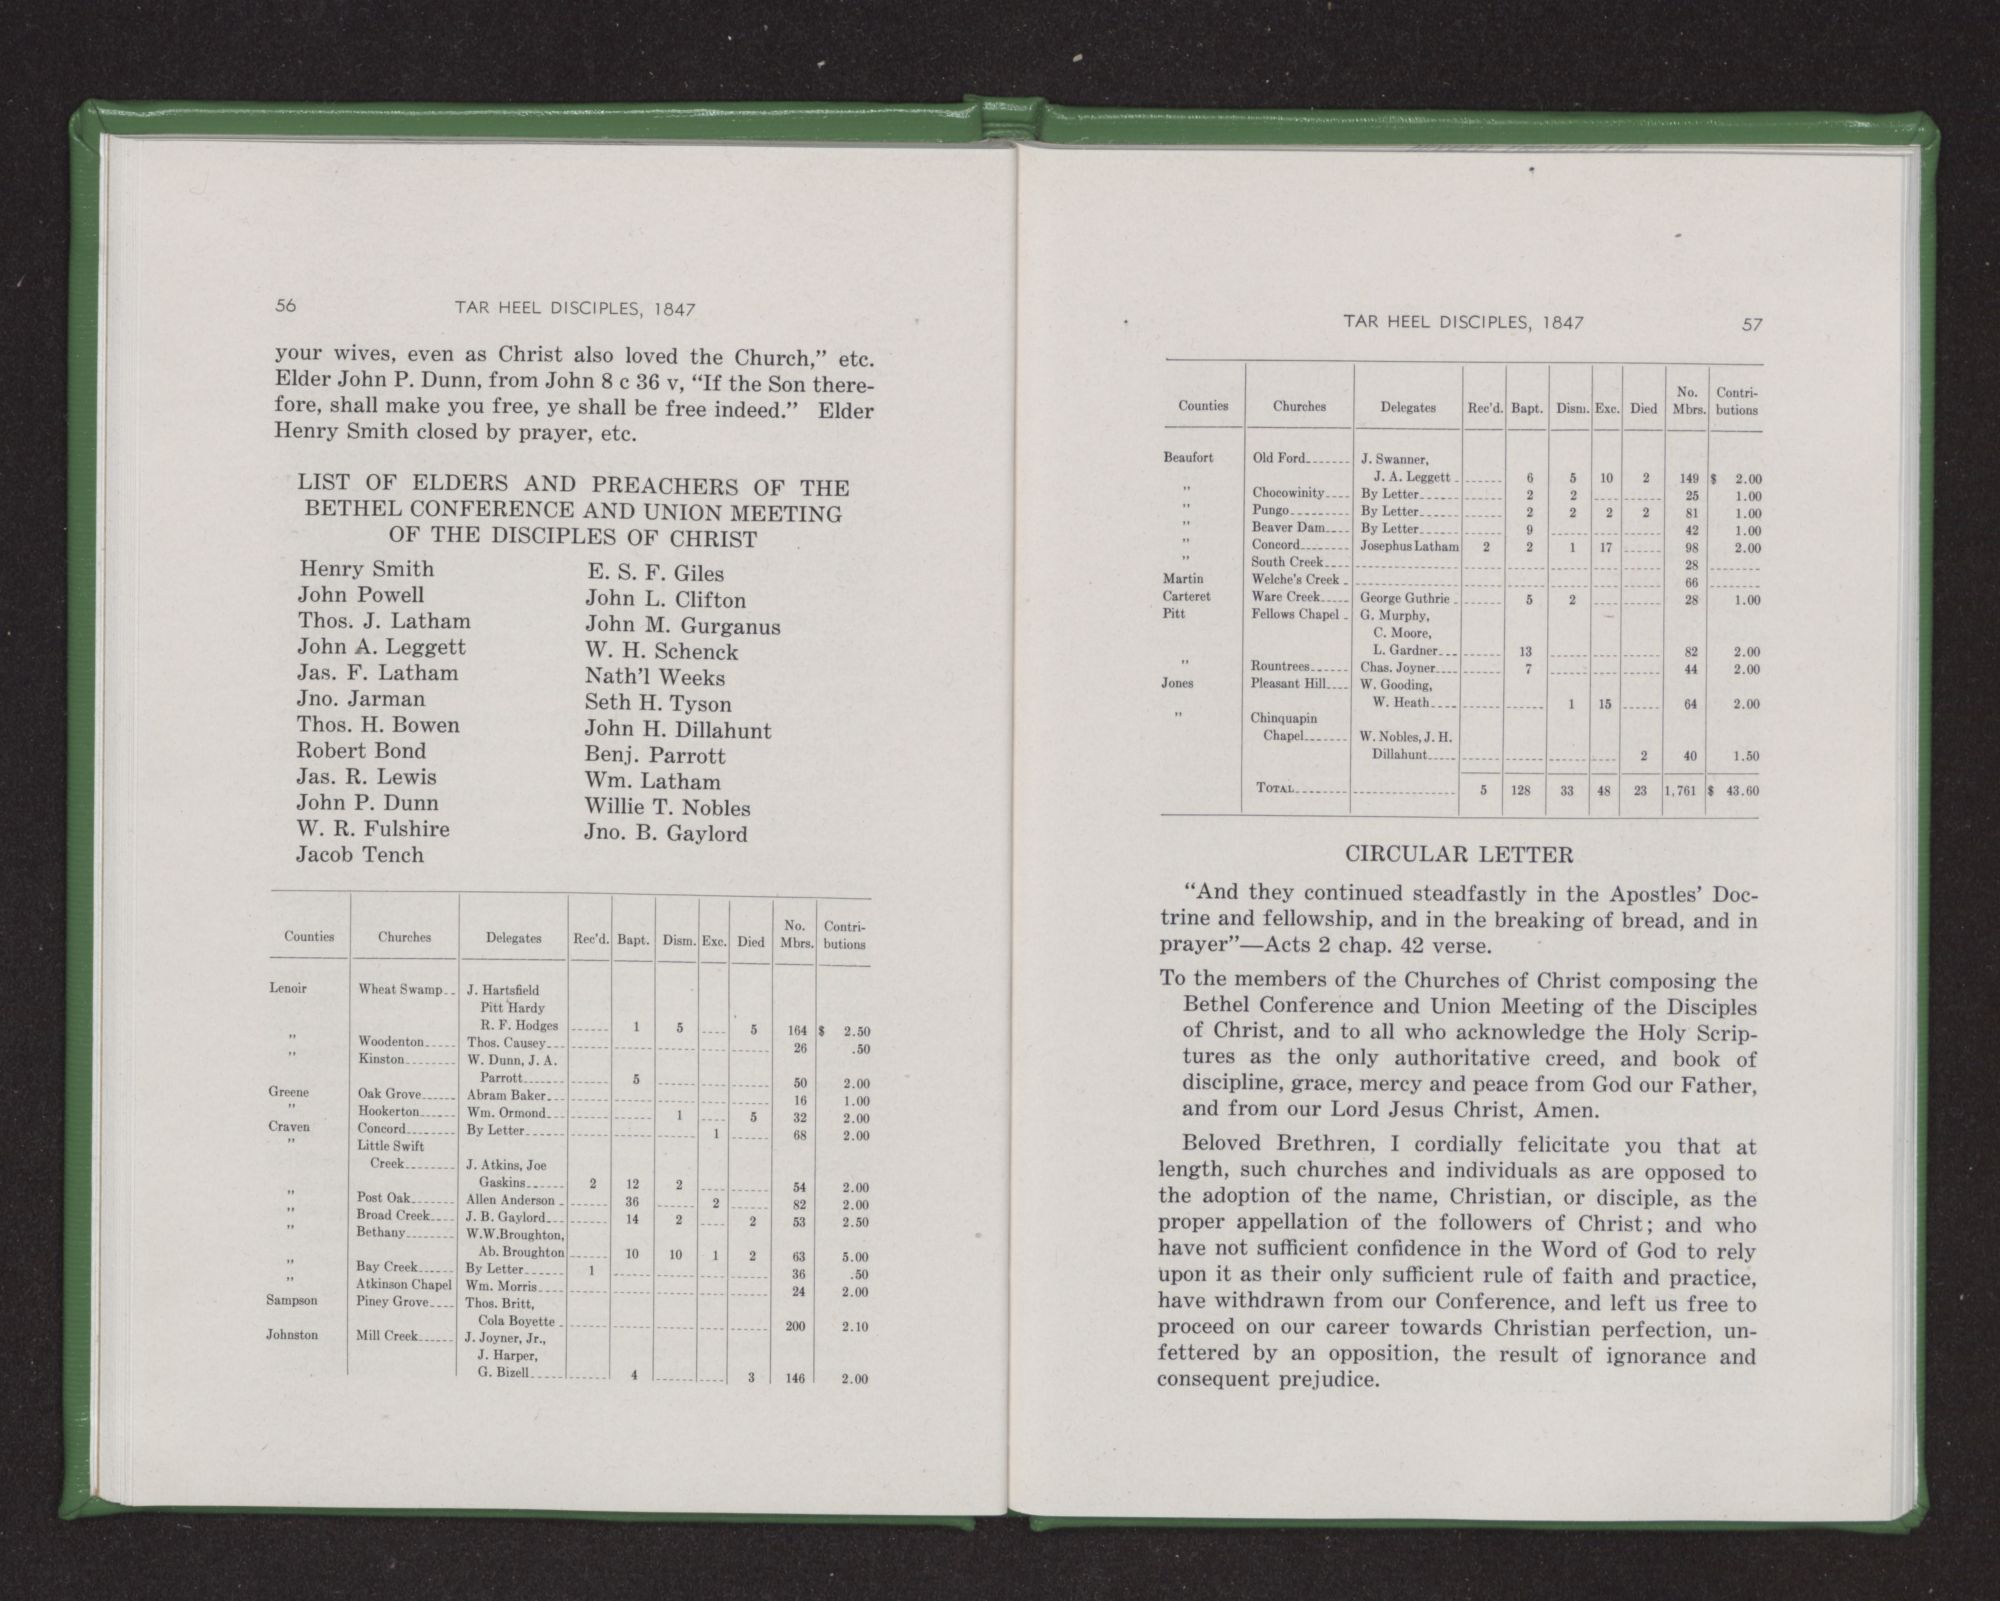 56 TAR HEEL DISCIPLES, 1847
your wives, even as Christ also loved the Church,” etc.
Elder John P. Dunn, from John 8 c 36 v, “If the Son there-
fore, shall make you free, ye shall be free indeed.” Elder
Henry Smith closed by prayer, etc.
LIST OF ELDERS AND PREACHERS OF THE
BETHEL CONFERENCE AND UNION MEETING
OF THE DISCIPLES OF CHRIST
Henry Smith
John Powell
Thos. J. Latham
John A. Leggett
Jas. F. Latham
Jno. Jarman
Thos. H. Bowen
Robert Bond
Jas. R. Lewis
John P. Dunn
W. R. Fulshire
Jacob Tench
E. S. F. Giles
John L. Clifton
John M. Gurganus
W. H. Schenck
Nath’l Weeks
Seth H. Tyson
John H. Dillahunt
Benj. Parrott
Wm. Latham
Willie T. Nobles
Jno. B. Gaylord
Counties Churches Delegates Rec’d. Bapt. Dism. Exc. Died No. Mbrs. Contri- butions
Lenoir Wheat Swamp J. Hartsfield
Pitt Hardy
R. F. Hodges 1 5 5 164 $ 2.50
” Woodenton Thos. Causey 26 .50
” Kinston W. Dunn, J. A.
Parrott 5 50 2.00
Greene Oak Grove Abram Baker 16 1.00
” Hookerton Wm. Ormond 1 5 32 2.00
Craven Concord By Letter 1 68 2.00
” Little Swift
Creek J. Atkins, Joe
Gaskins 2 12 2 54 2.00
” Post Oak Allen Anderson 36 2 82 2.00
” Broad Creek J. B. Gaylord 14 2 2 53 2.50
” Bethany W.W.Broughton,
Ab. Broughton 10 10 1 2 63 5.00
” Bay Creek By Letter 1 36 .50
” Atkinson Chapel Wm. Morris 24 2.00
Sampson Piney Grove Thos. Britt,
Cola Boyette 200 2.10
Johnston Mill Creek J. Joyner, Jr.,
J. Harper,
G. Bizell 4 3 146 2.00
TAR HEEL DISCIPLES, 1847 57
Counties Churches Delegates Rec’d. Bapt. Dism. Exc. Died No. Mbrs. Contri- butions
Beaufort Old Ford J. Swanner,
J. A. Leggett 6 5 10 2 149 $ 2.00
” Chocowinity By Letter 2 2 25 1.00
” Pungo By Letter 2 2 2 2 81 1.00
” Beaver Dam By Letter 9 42 1.00
” Concord Josephus Latham 2 2 1 17 98 2.00
” South Creek 28
Martin Welche’s Creek 66
Carteret Ware Creek George Guthrie 5 2 28 1.00
Pitt Fellows Chapel G. Murphy,
C. Moore,
L. Gardner 13 82 2.00
” Rountrees Chas. Joyner 7 44 2.00
Jones Pleasant Hill W. Gooding,
W. Heath 1 15 64 2.00
” Chinquapin
Chapel W. Nobles, J. H.
Dillahunt 2 40 1.50
TOTAL 5 128 33 48 23 1,761 $ 43.60
CIRCULAR LETTER
“And they continued steadfastly in the Apostles’ Doc-
trine and fellowship, and in the breaking of bread, and in
prayer”—Acts 2 chap. 42 verse.
To the members of the Churches of Christ composing the
Bethel Conference and Union Meeting of the Disciples
of Christ, and to all who acknowledge the Holy Scrip-
tures as the only authoritative creed, and book of
discipline, grace, mercy and peace from God our Father,
and from our Lord Jesus Christ, Amen.
Beloved Brethren, I cordially felicitate you that at
length, such churches and individuals as are opposed to
the adoption of the name, Christian, or disciple, as the
proper appellation of the followers of Christ; and who
have not sufficient confidence in the Word of God to rely
upon it as their only sufficient rule of faith and practice,
have withdrawn from our Conference, and left us free to
proceed on our career towards Christian perfection, un-
fettered by an opposition, the result of ignorance and
consequent prejudice.